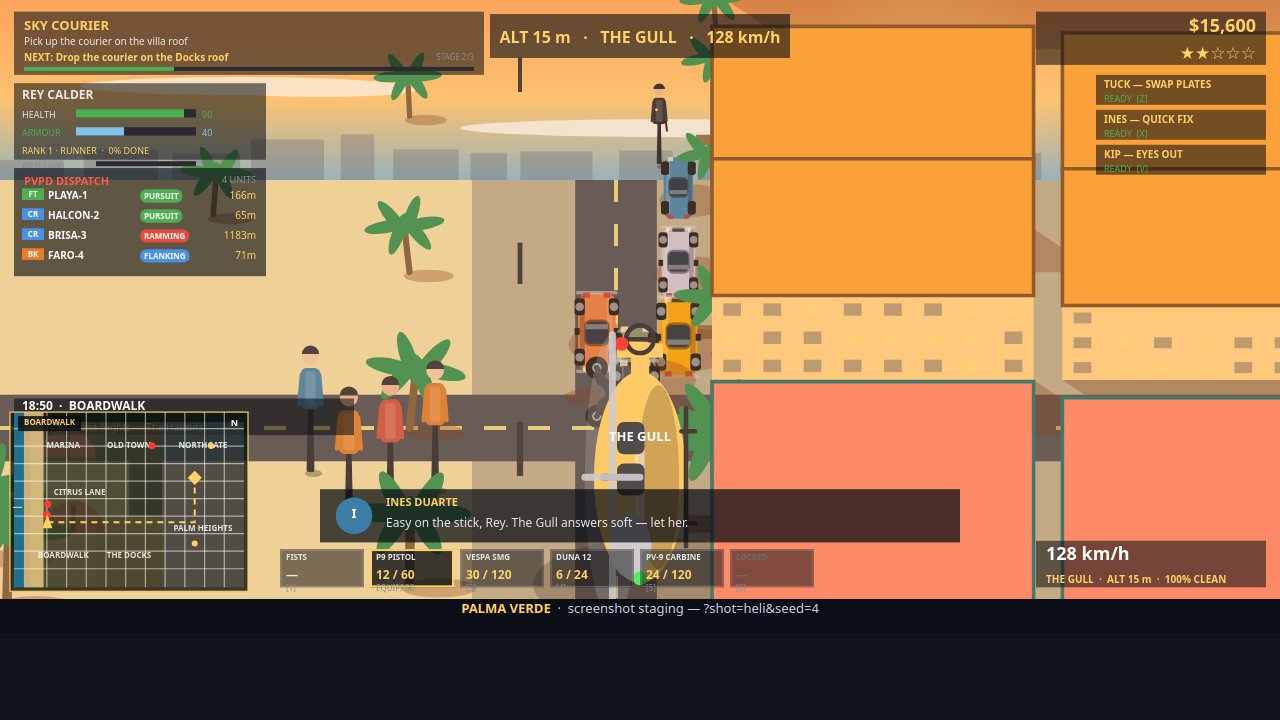 SKY COURIER
Pick up the courier on the villa roof
NEXT: Drop the courier on the Docks roof
STAGE 2/3
ALT 15 m · THE GULL · 128 km/h
$15,600
★★☆☆☆
TUCK — SWAP PLATES
READY [Z]
INES — QUICK FIX
READY [X]
KIP — EYES OUT
READY [V]
REY CALDER
HEALTH 90
ARMOUR 40
RANK 1 · RUNNER · 0% DONE
PVPD DISPATCH 4 UNITS
FT PLAYA-1 PURSUIT 166m
CR HALCON-2 PURSUIT 65m
CR BRISA-3 RAMMING 1183m
BK FARO-4 FLANKING 71m
18:50 · BOARDWALK
BOARDWALK
N
MARINA OLD TOWN NORTHGATE
CITRUS LANE
PALM HEIGHTS
BOARDWALK THE DOCKS
THE GULL
I
INES DUARTE
Easy on the stick, Rey. The Gull answers soft — let her.
FISTS
—
[1]
P9 PISTOL
12 / 60
EQUIPPED
VESPA SMG
30 / 120
DUNA 12
6 / 24
PV-9 CARBINE
24 / 120
[5]
LOCKED
—
[6]
128 km/h
THE GULL · ALT 15 m · 100% CLEAN
PALMA VERDE · screenshot staging — ?shot=heli&seed=4